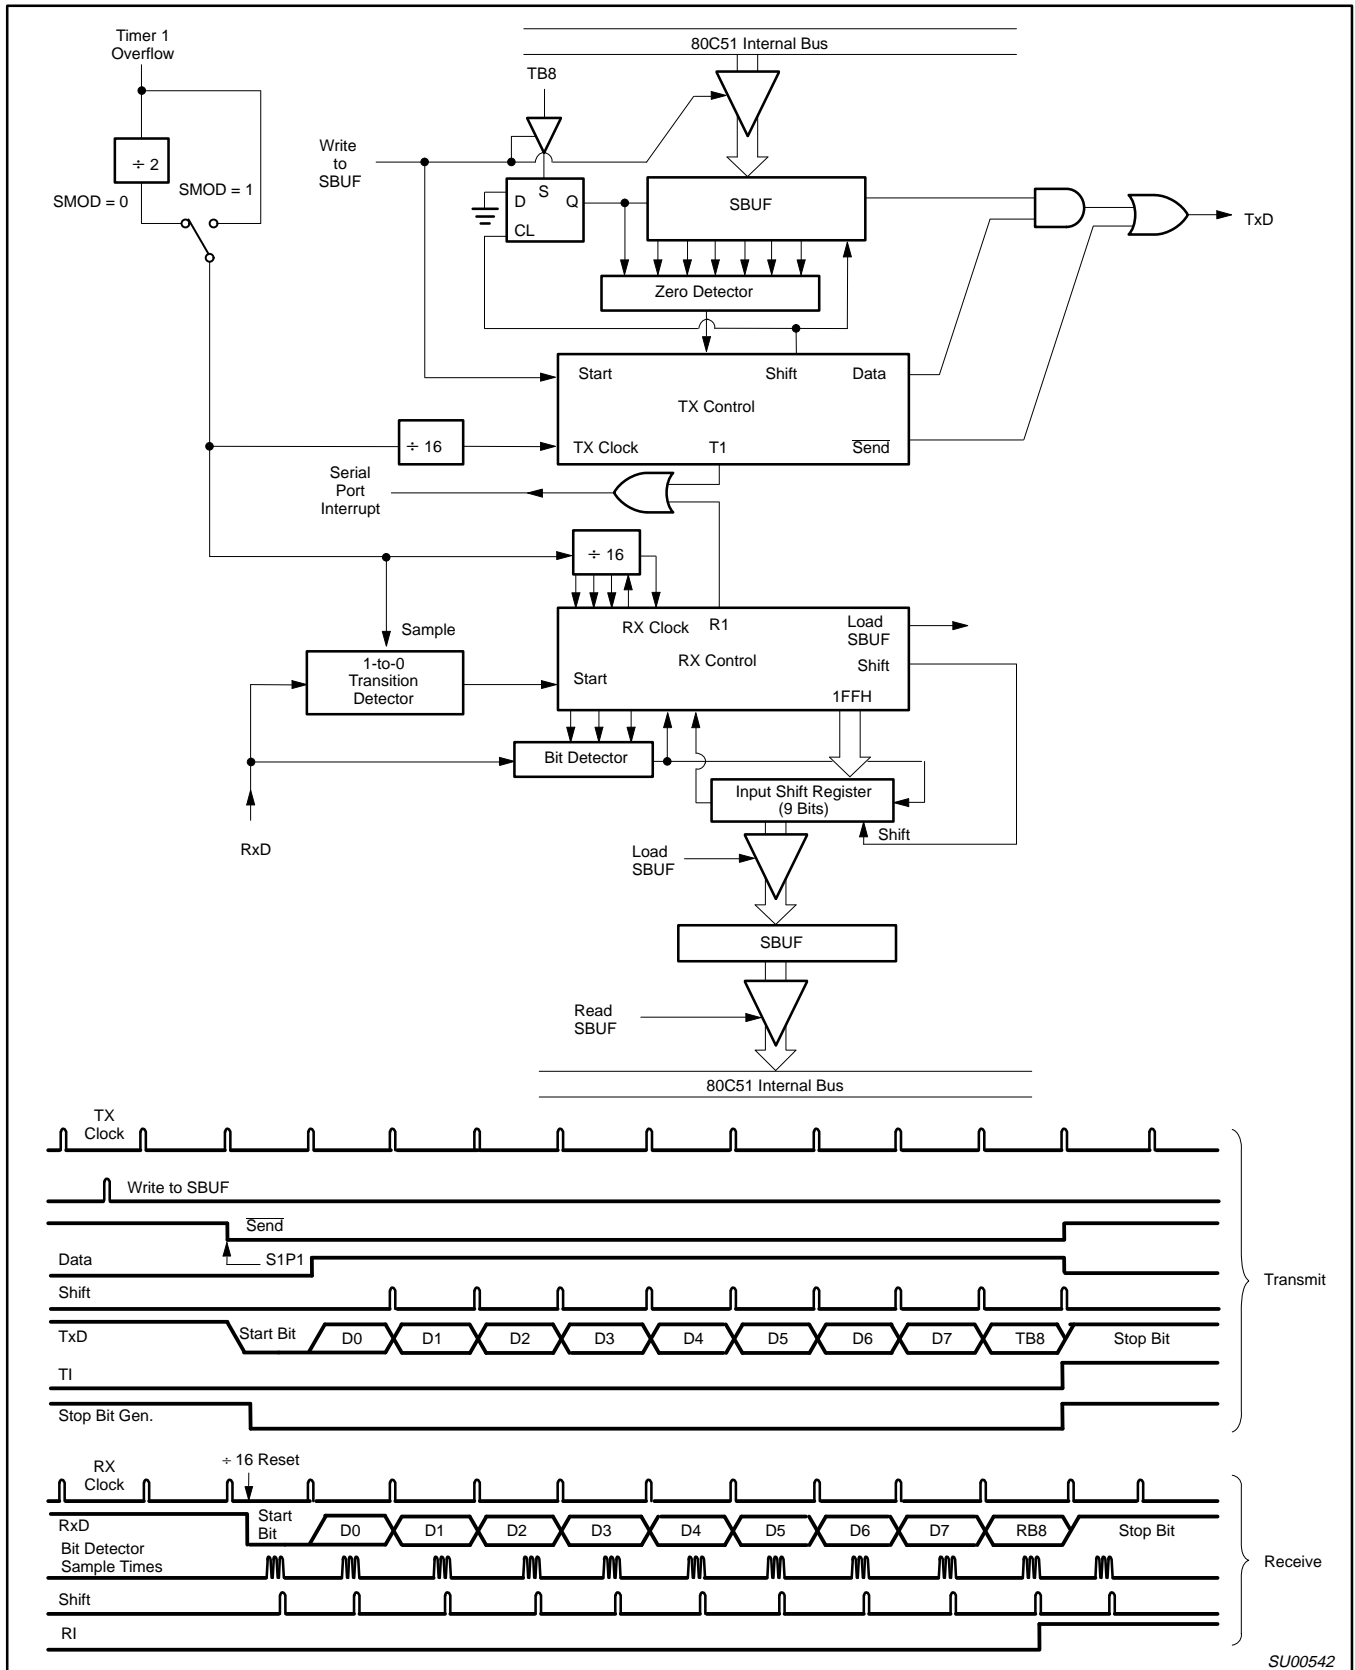 Timer 1
Overflow
80C51 Internal Bus
TB8
÷ 2
Write
to
SBUF
SMOD = 1
SMOD = 0
D
S
Q
CL
SBUF
TxD
Zero Detector
Start
Shift
Data
TX Control
÷ 16
TX Clock
T1
Send
Serial
Port
Interrupt
÷ 16
Sample
RX Clock
R1
Load
SBUF
1-to-0
Transition
Detector
RX Control
Shift
Start
1FFH
Bit Detector
Input Shift Register
(9 Bits)
RxD
Shift
Load
SBUF
SBUF
Read
SBUF
80C51 Internal Bus
TX
Clock
Write to SBUF
Send
Data
S1P1
Shift
TxD
Start Bit
D0
D1
D2
D3
D4
D5
D6
D7
TB8
Stop Bit
TI
Stop Bit Gen.
Transmit
÷ 16 Reset
RX
Clock
RxD
Start
Bit
D0
D1
D2
D3
D4
D5
D6
D7
RB8
Stop Bit
Bit Detector
Sample Times
Shift
RI
Receive
SU00542